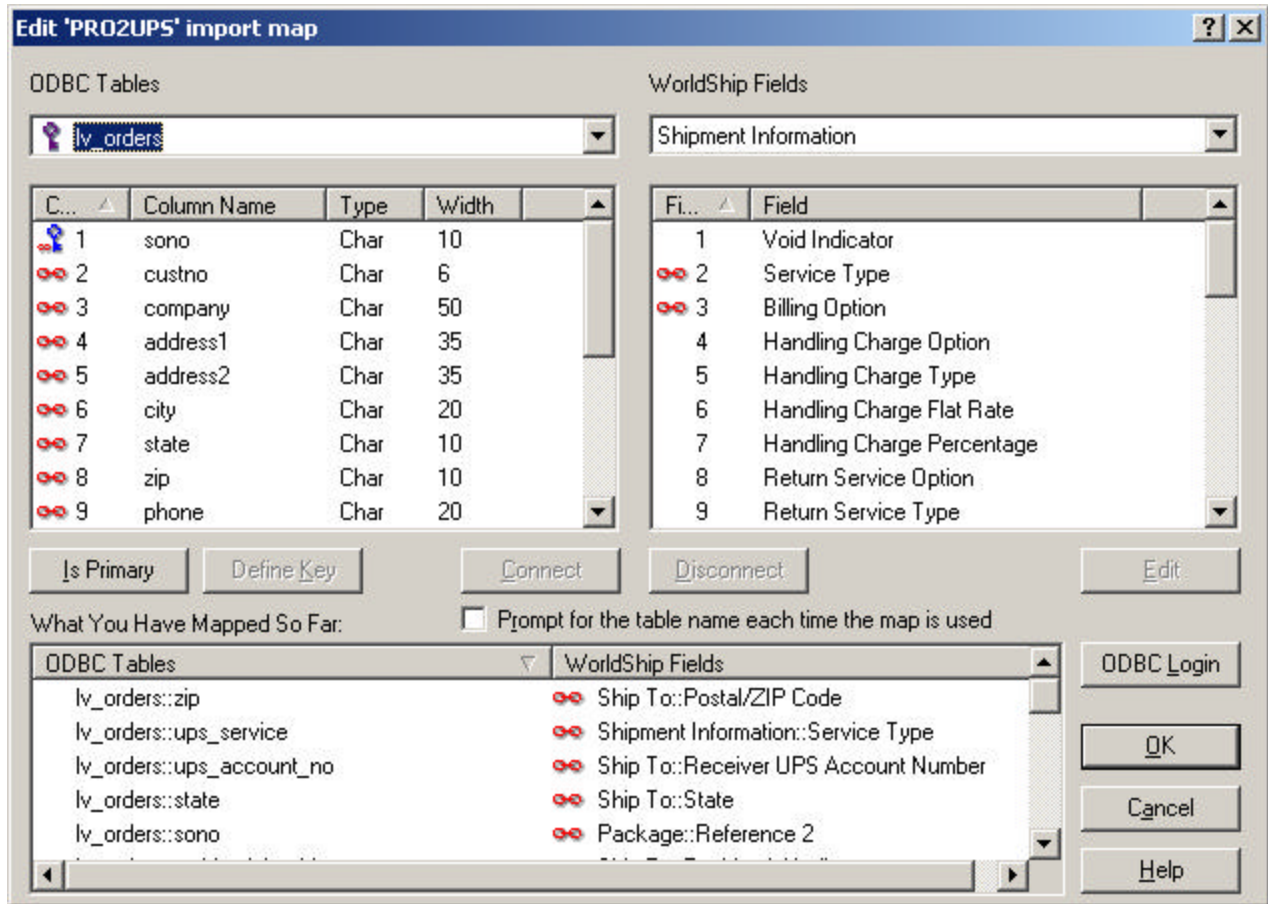 Edit 'PRO2UPS' import map
ODBC Tables
WorldShip Fields
lv_orders
Shipment Information
C... Column Name Type Width
1 sono Char 10
2 custno Char 6
3 company Char 50
4 address1 Char 35
5 address2 Char 35
6 city Char 20
7 state Char 10
8 zip Char 10
9 phone Char 20
Fi... Field
1 Void Indicator
2 Service Type
3 Billing Option
4 Handling Charge Option
5 Handling Charge Type
6 Handling Charge Flat Rate
7 Handling Charge Percentage
8 Return Service Option
9 Return Service Type
Is Primary Define Key Connect Disconnect Edit
What You Have Mapped So Far:
Prompt for the table name each time the map is used
ODBC Tables WorldShip Fields
lv_orders::zip Ship To::Postal/ZIP Code
lv_orders::ups_service Shipment Information::Service Type
lv_orders::ups_account_no Ship To::Receiver UPS Account Number
lv_orders::state Ship To::State
lv_orders::sono Package::Reference 2
ODBC Login
OK
Cancel
Help